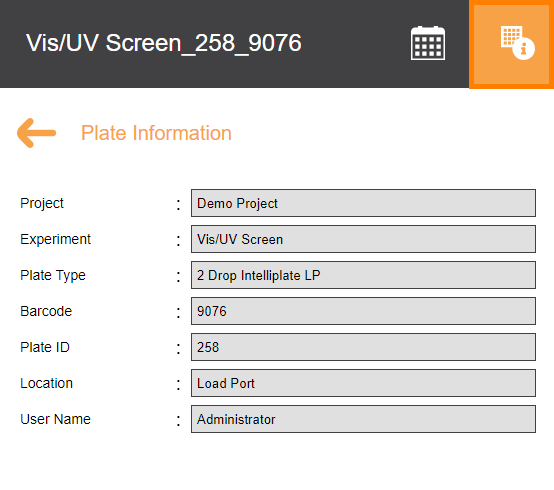 Vis/UV Screen_258_9076
Plate Information
Project : Demo Project
Experiment : Vis/UV Screen
Plate Type : 2 Drop Intelliplate LP
Barcode : 9076
Plate ID : 258
Location : Load Port
User Name : Administrator